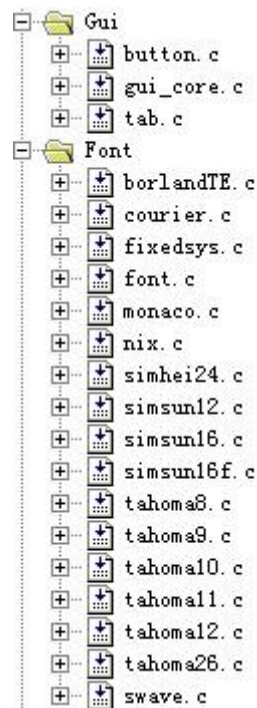 Gui
button.c
gui_core.c
tab.c
Font
borlandTE.c
courier.c
fixedsys.c
font.c
monaco.c
nix.c
simhei24.c
simsun12.c
simsun16.c
simsun16f.c
tahoma8.c
tahoma9.c
tahoma10.c
tahoma11.c
tahoma12.c
tahoma26.c
swave.c